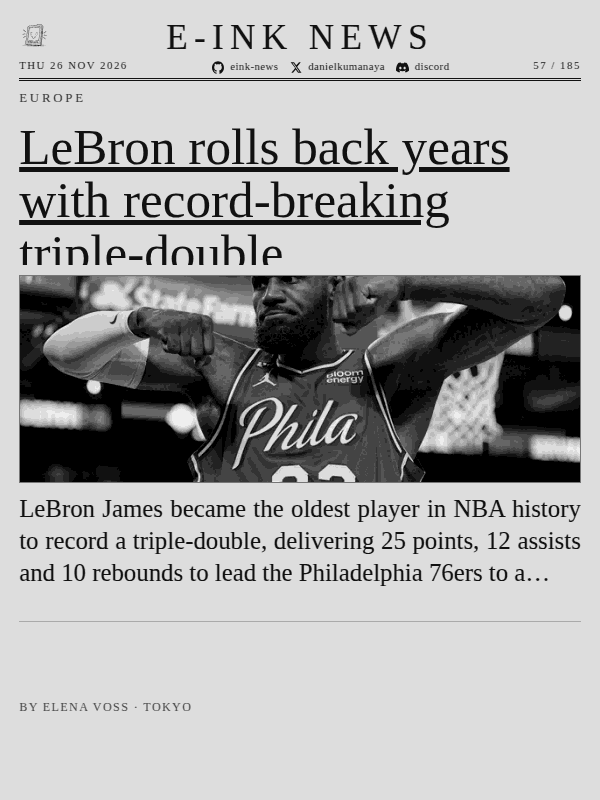 E-INK NEWS
THU 26 NOV 2026
eink-news
danielkumanaya
discord
57 / 185
EUROPE
LeBron rolls back years
with record-breaking
triple-double
StateFarm
bloom
energy
Phila
LeBron James became the oldest player in NBA history
to record a triple-double, delivering 25 points, 12 assists
and 10 rebounds to lead the Philadelphia 76ers to a…
BY ELENA VOSS · TOKYO